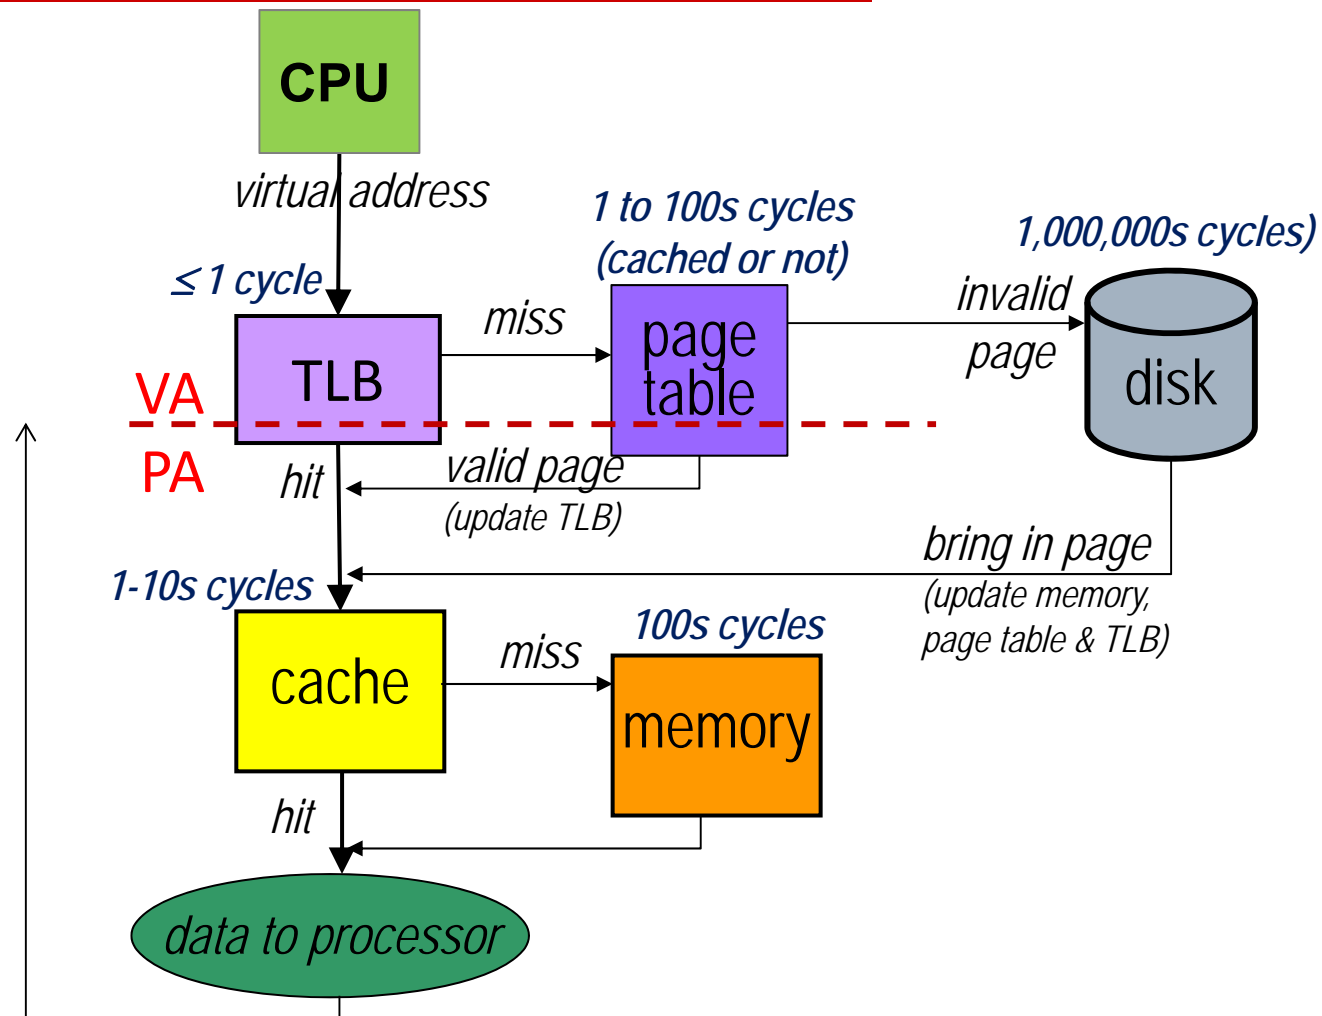 CPU
virtual address
1 to 100s cycles
(cached or not)
1,000,000s cycles)
≤ 1 cycle
miss
invalid
page
TLB
page
table
disk
VA
PA
hit
valid page
(update TLB)
bring in page
(update memory,
page table & TLB)
1-10s cycles
100s cycles
cache
miss
memory
hit
data to processor